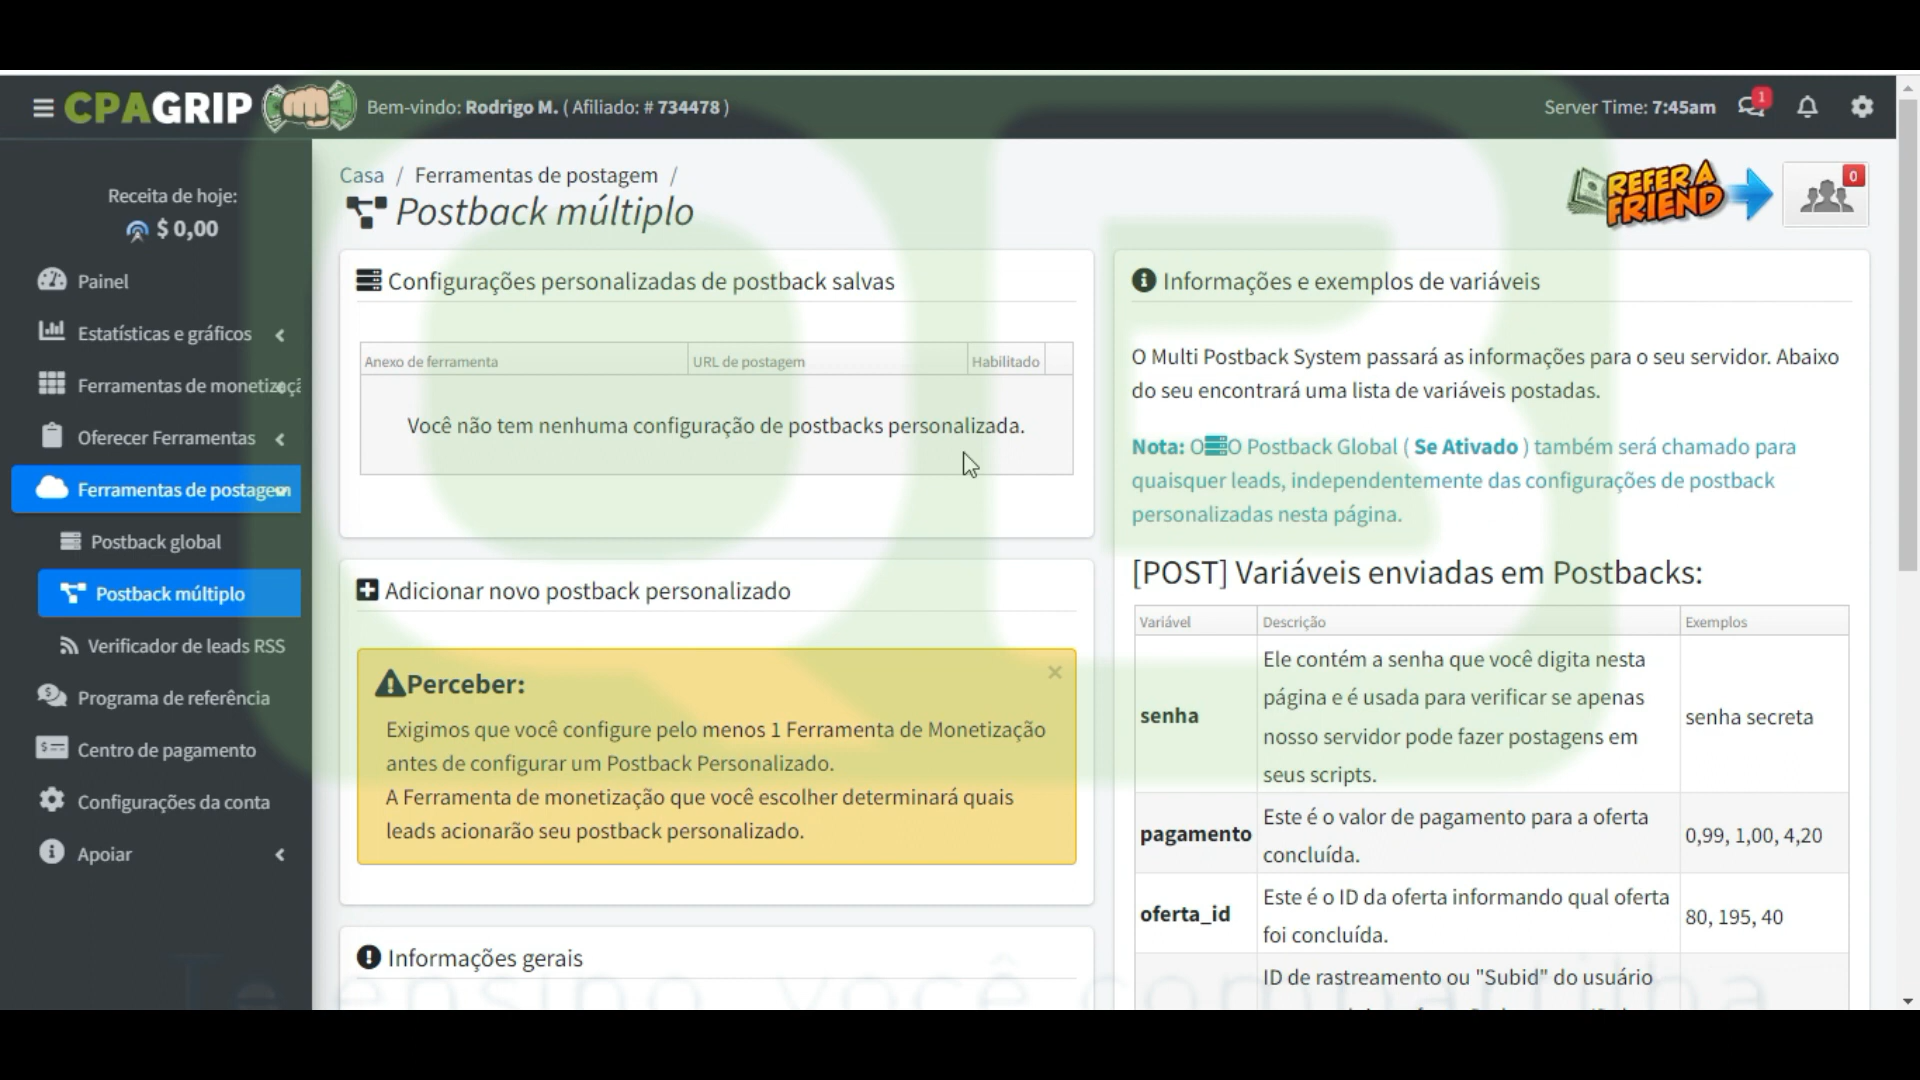 CPAGRIP Bem-vindo: Rodrigo M. ( Afiliado: # 734478 )
Server Time: 7:45am 1
Receita de hoje:
$ 0,00
Painel
Estatísticas e gráficos
Ferramentas de monetizaçã
Oferecer Ferramentas
Ferramentas de postagem
Postback global
Postback múltiplo
Verificador de leads RSS
Programa de referência
Centro de pagamento
Configurações da conta
Apoiar
Casa / Ferramentas de postagem /
Postback múltiplo
REFER A
FRIEND
0
Configurações personalizadas de postback salvas
Anexo de ferramenta URL de postagem Habilitado
Você não tem nenhuma configuração de postbacks personalizada.
Adicionar novo postback personalizado
Perceber: ×
Exigimos que você configure pelo menos 1 Ferramenta de Monetização
antes de configurar um Postback Personalizado.
A Ferramenta de monetização que você escolher determinará quais
leads acionarão seu postback personalizado.
Informações gerais
Informações e exemplos de variáveis
O Multi Postback System passará as informações para o seu servidor. Abaixo
do seu encontrará uma lista de variáveis postadas.
Nota: O O Postback Global ( Se Ativado ) também será chamado para
quaisquer leads, independentemente das configurações de postback
personalizadas nesta página.
[POST] Variáveis enviadas em Postbacks:
Variável Descrição Exemplos
senha Ele contém a senha que você digita nesta
página e é usada para verificar se apenas
nosso servidor pode fazer postagens em
seus scripts. senha secreta
pagamento Este é o valor de pagamento para a oferta
concluída. 0,99, 1,00, 4,20
oferta_id Este é o ID da oferta informando qual oferta
foi concluída. 80, 195, 40
ID de rastreamento ou "Subid" do usuário
Te ensino, você compartilha